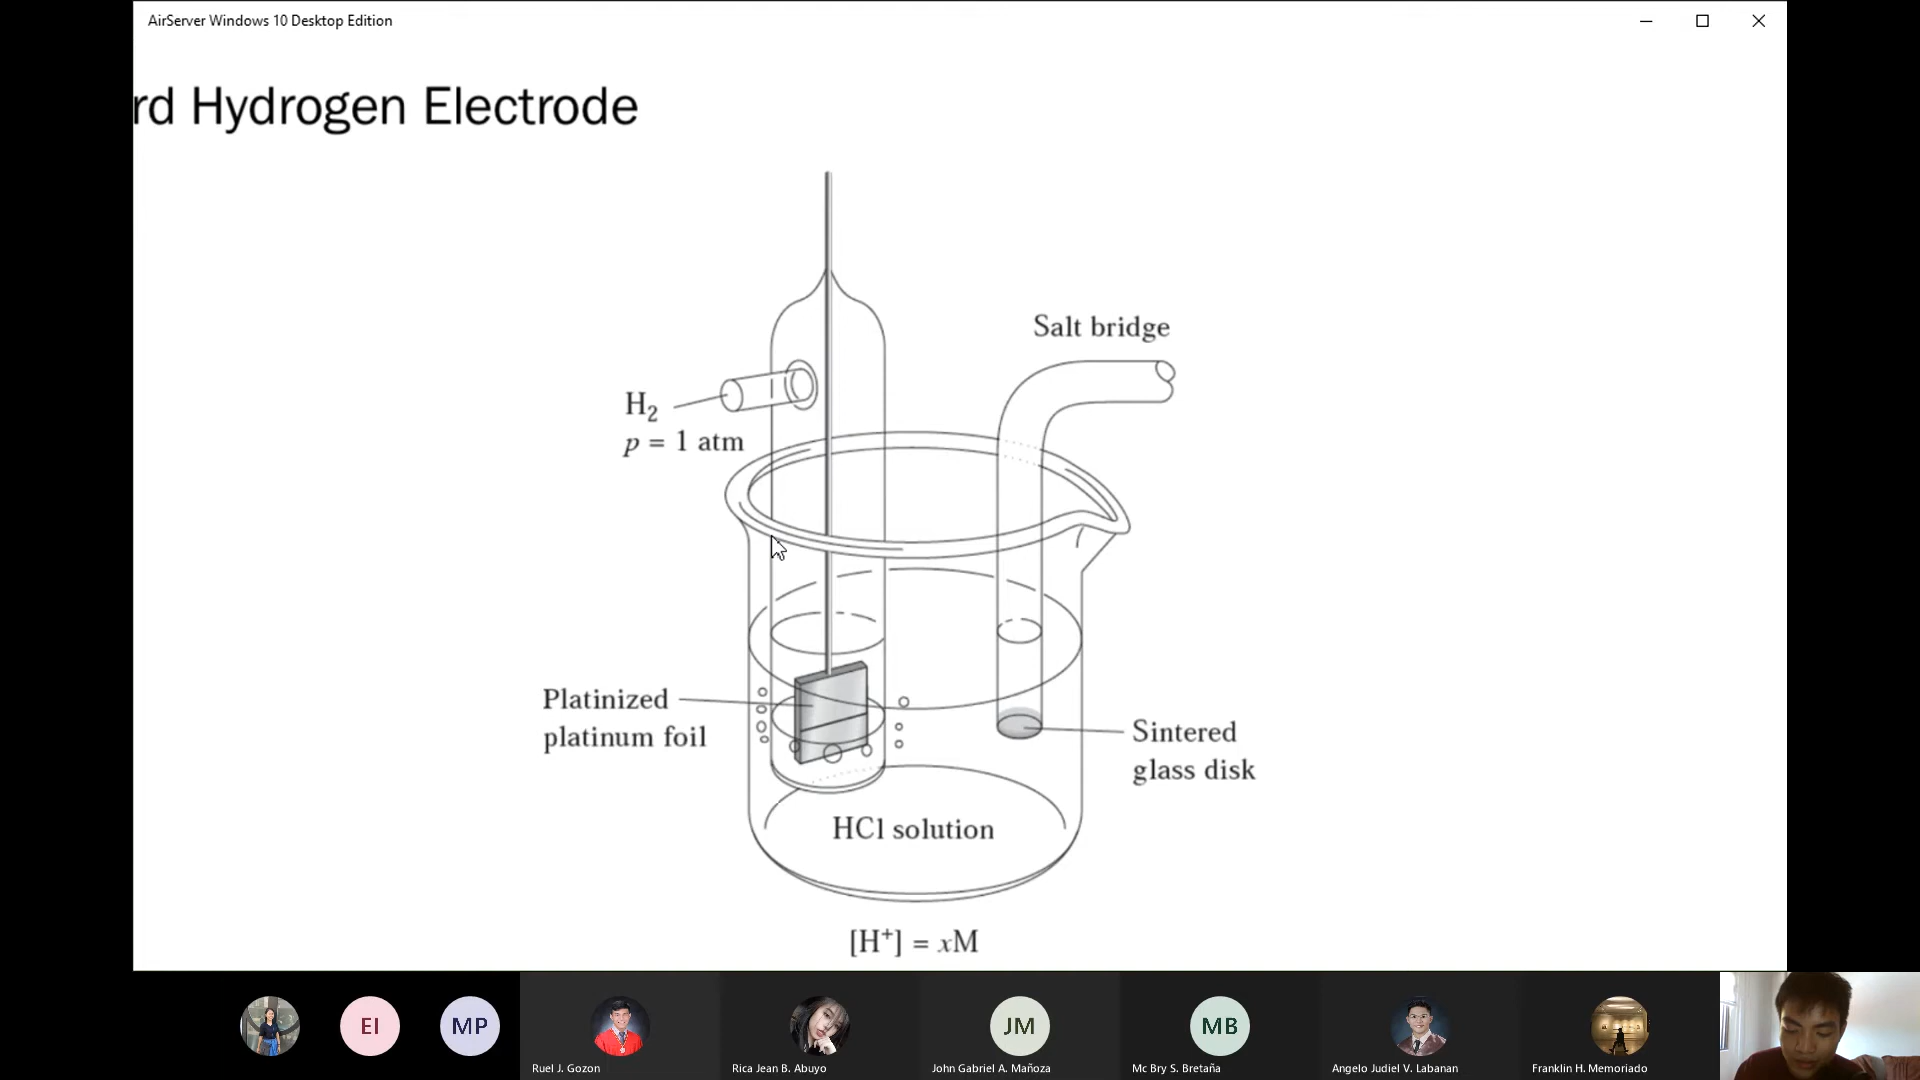 AirServer Windows 10 Desktop Edition
rd Hydrogen Electrode
Salt bridge
H₂
p = 1 atm
Platinized
platinum foil
Sintered
glass disk
HCl solution
[H⁺] = xM
EI
MP
JM
MB
Ruel J. Gozon
Rica Jean B. Abuyo
John Gabriel A. Mañoza
Mc Bry S. Bretaña
Angelo Judiel V. Labanan
Franklin H. Memoriado